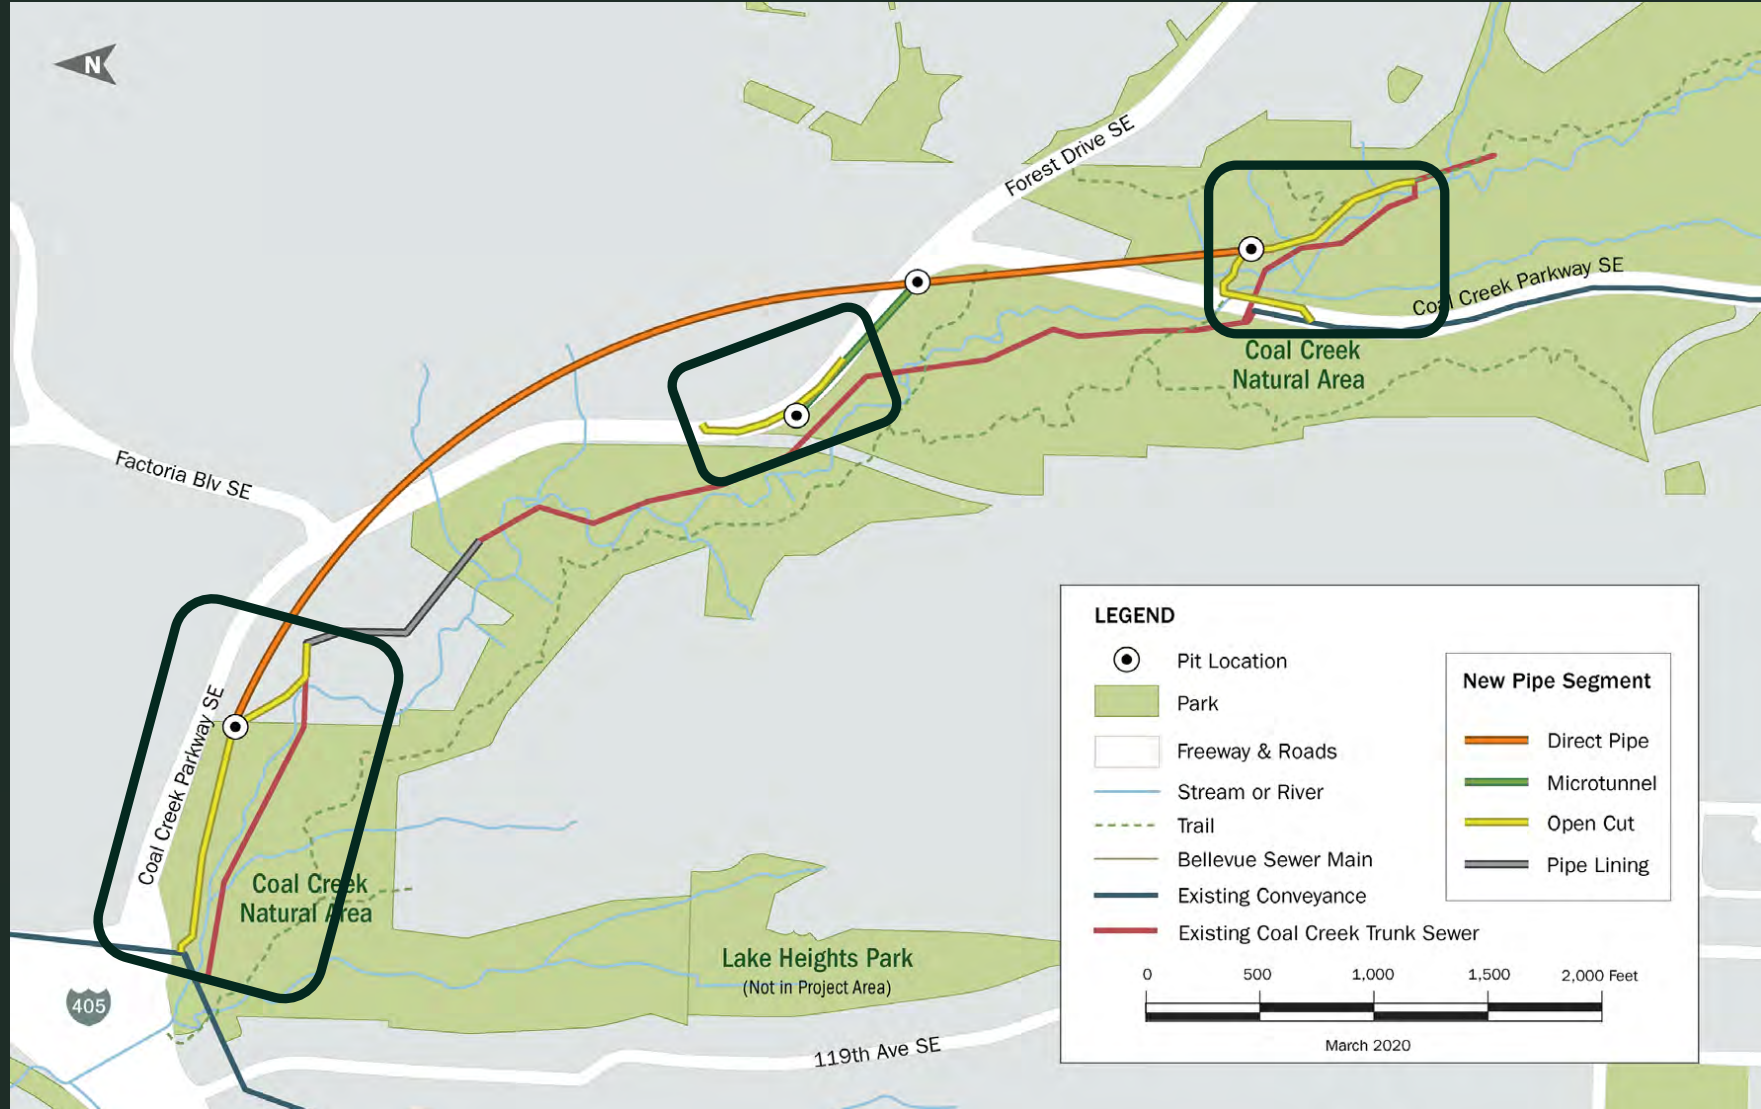 N
Forest Drive SE
Coal Creek Parkway SE
Coal Creek
Natural Area
Factoria Blv SE
Coal Creek Parkway SE
Coal Creek
Natural Area
Lake Heights Park
(Not in Project Area)
405
119th Ave SE
LEGEND
Pit Location
Park
Freeway & Roads
Stream or River
Trail
Bellevue Sewer Main
Existing Conveyance
Existing Coal Creek Trunk Sewer
New Pipe Segment
Direct Pipe
Microtunnel
Open Cut
Pipe Lining
0 500 1,000 1,500 2,000 Feet
March 2020